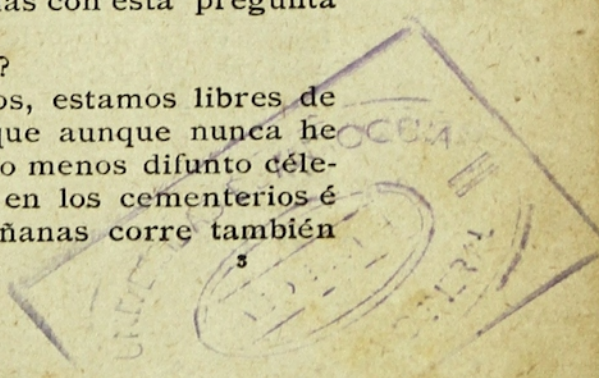 as con esta pregunta
?
os, estamos libres de
que aunque nunca he
o menos difunto céle-
en los cementerios é
ñanas corre también
3